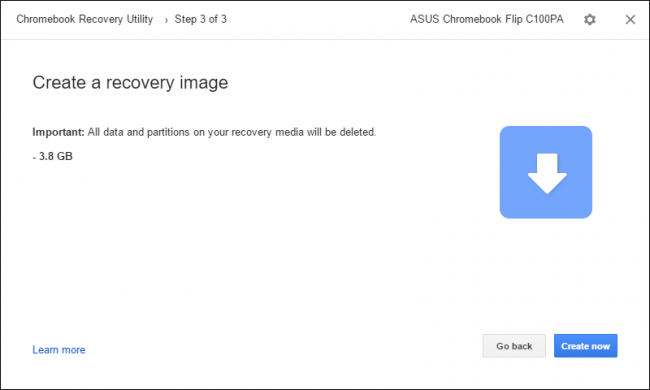 Chromebook Recovery Utility › Step 3 of 3 ASUS Chromebook Flip C100PA
Create a recovery image
Important: All data and partitions on your recovery media will be deleted.
- 3.8 GB
Learn more Go back Create now